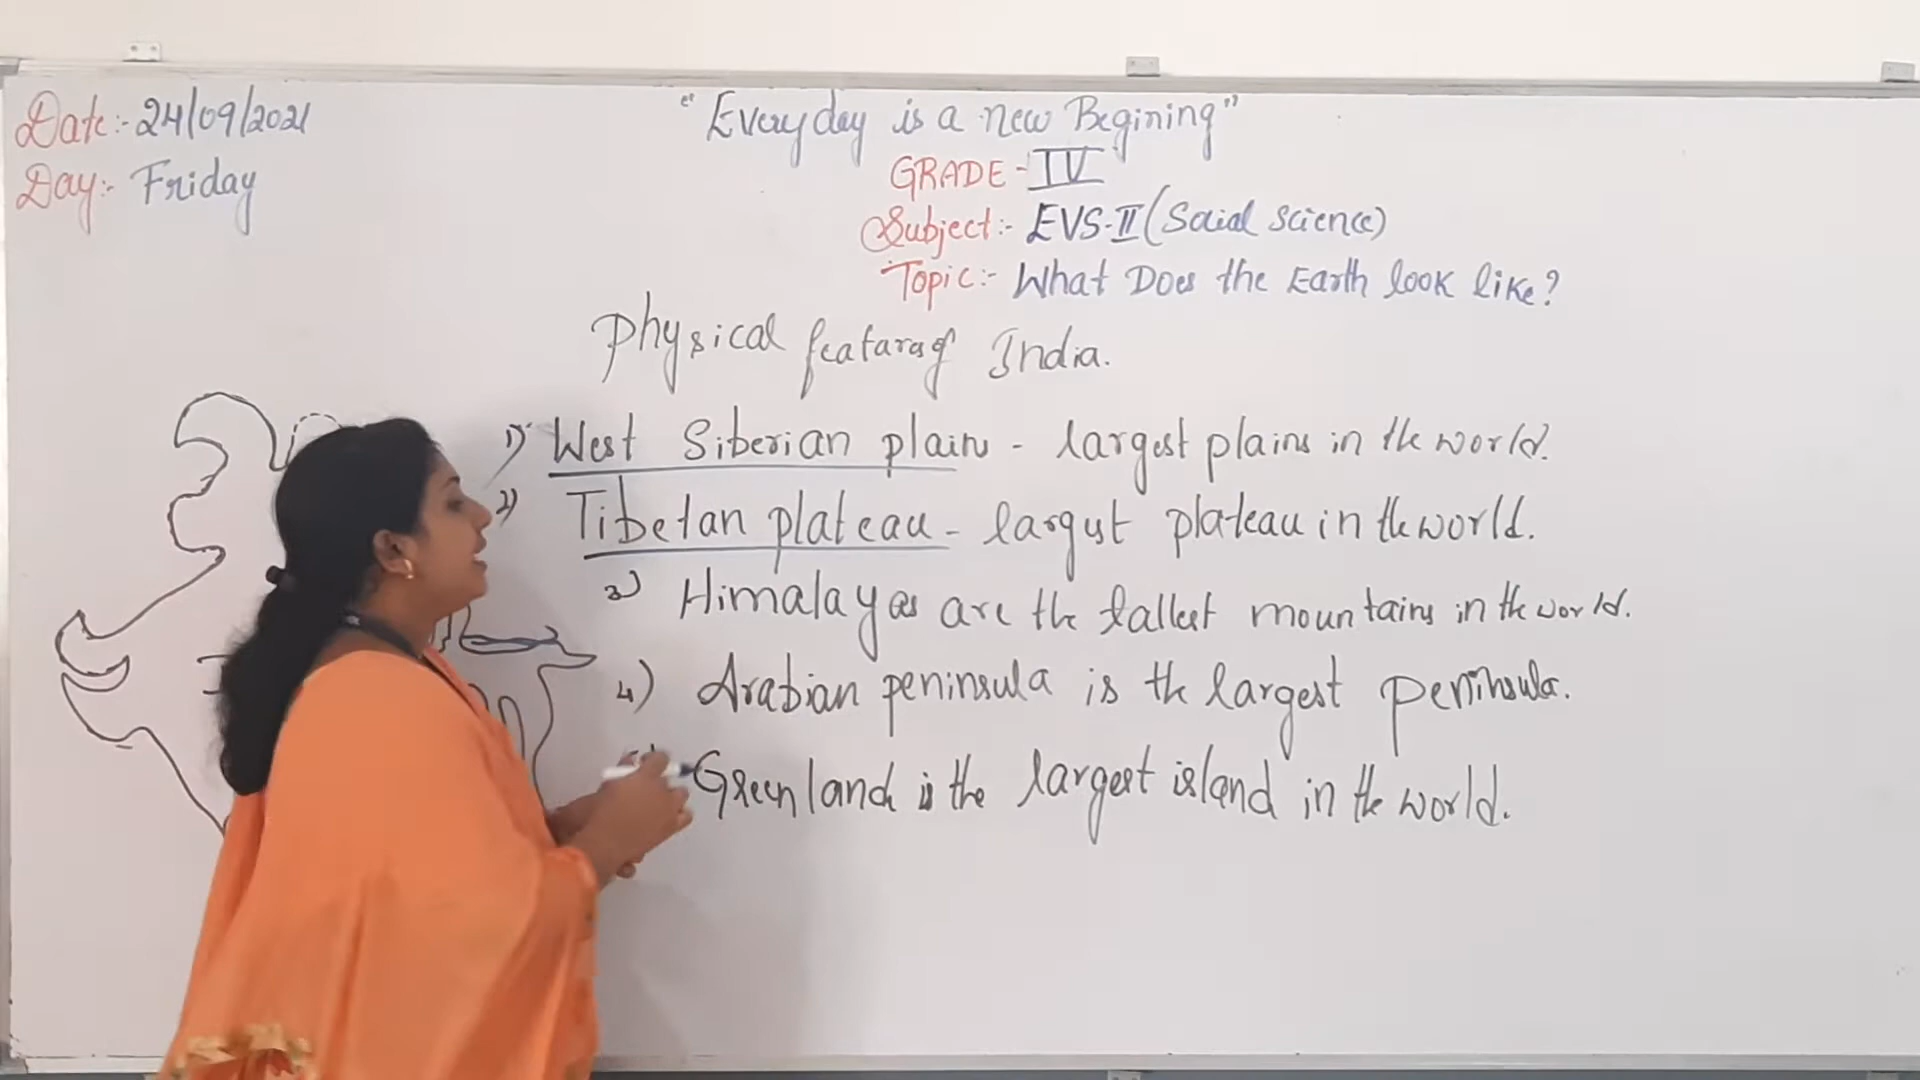 Date:- 24/09/2021
Day:- Friday
"Everyday is a new Begining"
GRADE - IV
Subject:- EVS-II (Social science)
Topic:- What Does the Earth look like?
Physical features of India.
1) West Siberian plain - largest plains in the world.
2) Tibetan plateau - largest plateau in the world.
3) Himalayas are the tallest mountains in the world.
4) Arabian peninsula is the largest peninsula.
Greenland is the largest island in the world.